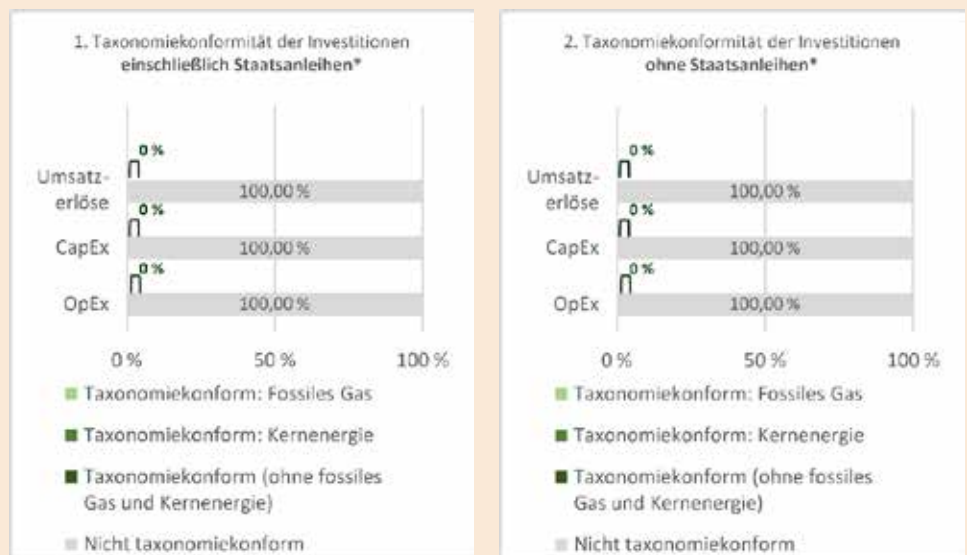 1. Taxonomiekonformität der Investitionen
einschließlich Staatsanleihen*
0 %
Umsatz-
erlöse
100,00 %
0 %
CapEx
100,00 %
0 %
OpEx
100,00 %
0 %
50 %
100 %
Taxonomiekonform: Fossiles Gas
Taxonomiekonform: Kernenergie
Taxonomiekonform (ohne fossiles
Gas und Kernenergie)
Nicht taxonomiekonform
2. Taxonomiekonformität der Investitionen
ohne Staatsanleihen*
0 %
Umsatz-
erlöse
100,00 %
0 %
CapEx
100,00 %
0 %
OpEx
100,00 %
0 %
50 %
100 %
Taxonomiekonform: Fossiles Gas
Taxonomiekonform: Kernenergie
Taxonomiekonform (ohne fossiles
Gas und Kernenergie)
Nicht taxonomiekonform